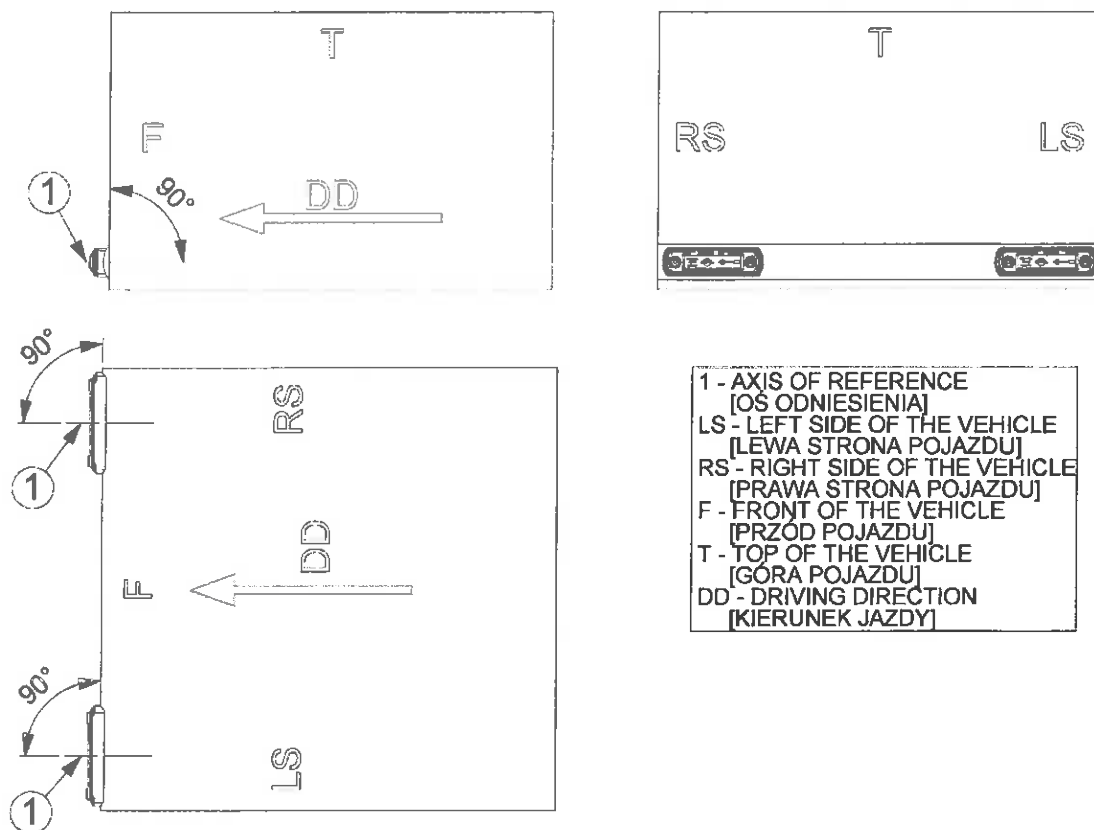 T
F
90°
1
DD
T
RS
LS
90°
RS
1
DD
F
90°
LS
1
1 - AXIS OF REFERENCE
[OŚ ODNIESIENIA]
LS - LEFT SIDE OF THE VEHICLE
[LEWA STRONA POJAZDU]
RS - RIGHT SIDE OF THE VEHICLE
[PRAWA STRONA POJAZDU]
F - FRONT OF THE VEHICLE
[PRZÓD POJAZDU]
T - TOP OF THE VEHICLE
[GÓRA POJAZDU]
DD - DRIVING DIRECTION
[KIERUNEK JAZDY]